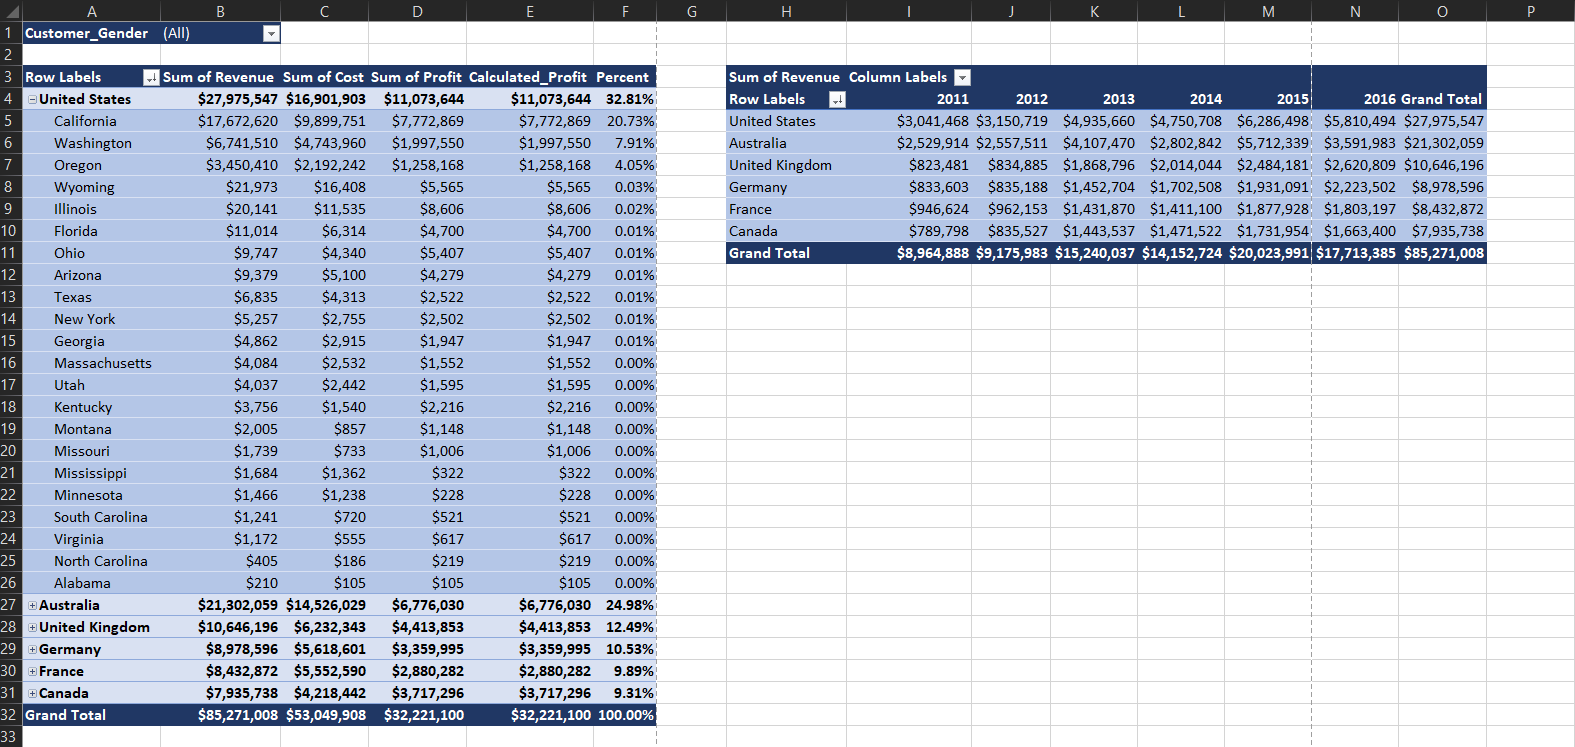 A B C D E F G H I J K L M N O P
1 Customer_Gender (All)
2
3 Row Labels Sum of Revenue Sum of Cost Sum of Profit Calculated_Profit Percent Sum of Revenue Column Labels
4 United States $27,975,547 $16,901,903 $11,073,644 $11,073,644 32.81% Row Labels 2011 2012 2013 2014 2015 2016 Grand Total
5 California $17,672,620 $9,899,751 $7,772,869 $7,772,869 20.73% United States $3,041,468 $3,150,719 $4,935,660 $4,750,708 $6,286,498 $5,810,494 $27,975,547
6 Washington $6,741,510 $4,743,960 $1,997,550 $1,997,550 7.91% Australia $2,529,914 $2,557,511 $4,107,470 $2,802,842 $5,712,339 $3,591,983 $21,302,059
7 Oregon $3,450,410 $2,192,242 $1,258,168 $1,258,168 4.05% United Kingdom $823,481 $834,885 $1,868,796 $2,014,044 $2,484,181 $2,620,809 $10,646,196
8 Wyoming $21,973 $16,408 $5,565 $5,565 0.03% Germany $833,603 $835,188 $1,452,704 $1,702,508 $1,931,091 $2,223,502 $8,978,596
9 Illinois $20,141 $11,535 $8,606 $8,606 0.02% France $946,624 $962,153 $1,431,870 $1,411,100 $1,877,928 $1,803,197 $8,432,872
10 Florida $11,014 $6,314 $4,700 $4,700 0.01% Canada $789,798 $835,527 $1,443,537 $1,471,522 $1,731,954 $1,663,400 $7,935,738
11 Ohio $9,747 $4,340 $5,407 $5,407 0.01% Grand Total $8,964,888 $9,175,983 $15,240,037 $14,152,724 $20,023,991 $17,713,385 $85,271,008
12 Arizona $9,379 $5,100 $4,279 $4,279 0.01%
13 Texas $6,835 $4,313 $2,522 $2,522 0.01%
14 New York $5,257 $2,755 $2,502 $2,502 0.01%
15 Georgia $4,862 $2,915 $1,947 $1,947 0.01%
16 Massachusetts $4,084 $2,532 $1,552 $1,552 0.00%
17 Utah $4,037 $2,442 $1,595 $1,595 0.00%
18 Kentucky $3,756 $1,540 $2,216 $2,216 0.00%
19 Montana $2,005 $857 $1,148 $1,148 0.00%
20 Missouri $1,739 $733 $1,006 $1,006 0.00%
21 Mississippi $1,684 $1,362 $322 $322 0.00%
22 Minnesota $1,466 $1,238 $228 $228 0.00%
23 South Carolina $1,241 $720 $521 $521 0.00%
24 Virginia $1,172 $555 $617 $617 0.00%
25 North Carolina $405 $186 $219 $219 0.00%
26 Alabama $210 $105 $105 $105 0.00%
27 Australia $21,302,059 $14,526,029 $6,776,030 $6,776,030 24.98%
28 United Kingdom $10,646,196 $6,232,343 $4,413,853 $4,413,853 12.49%
29 Germany $8,978,596 $5,618,601 $3,359,995 $3,359,995 10.53%
30 France $8,432,872 $5,552,590 $2,880,282 $2,880,282 9.89%
31 Canada $7,935,738 $4,218,442 $3,717,296 $3,717,296 9.31%
32 Grand Total $85,271,008 $53,049,908 $32,221,100 $32,221,100 100.00%
33